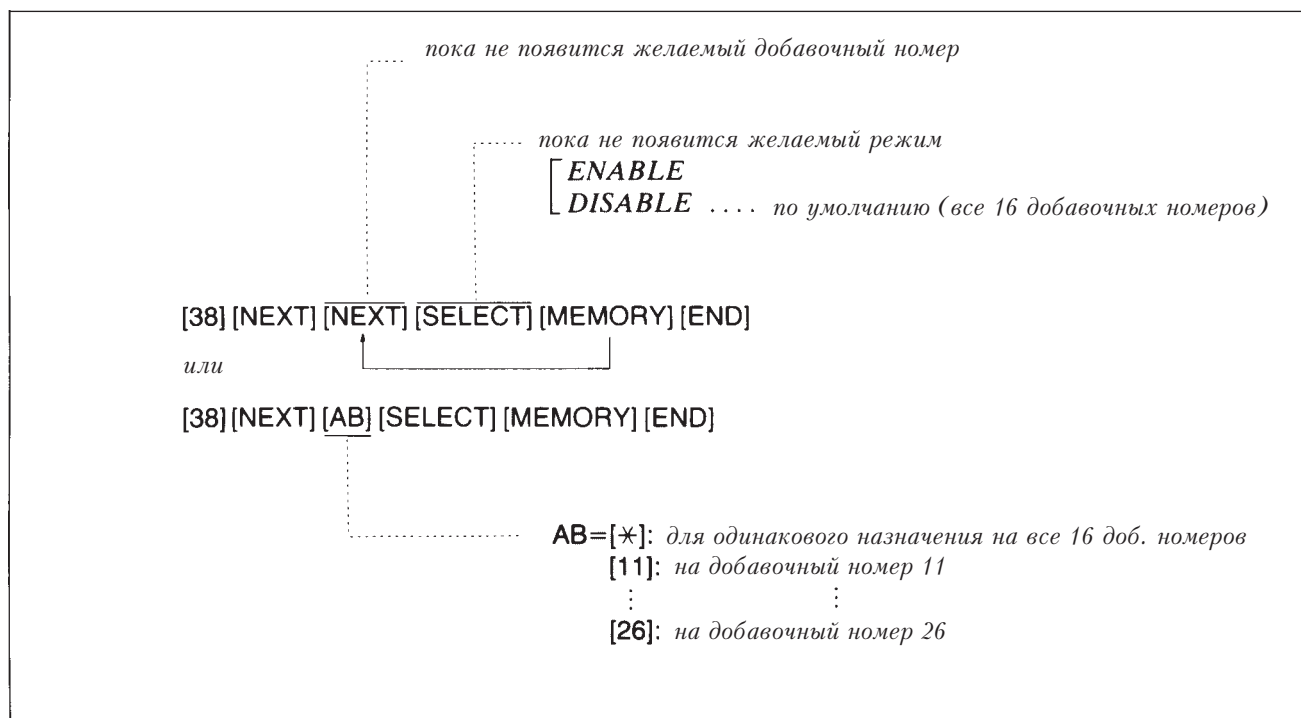 пока не появится желаемый добавочный номер
пока не появится желаемый режим
ENABLE
DISABLE .... по умолчанию (все 16 добавочных номеров)
[38] [NEXT] [NEXT] [SELECT] [MEMORY] [END]
или
[38] [NEXT] [AB] [SELECT] [MEMORY] [END]
AB=[*]: для одинакового назначения на все 16 доб. номеров
[11]: на добавочный номер 11
⋮ ⋮
[26]: на добавочный номер 26